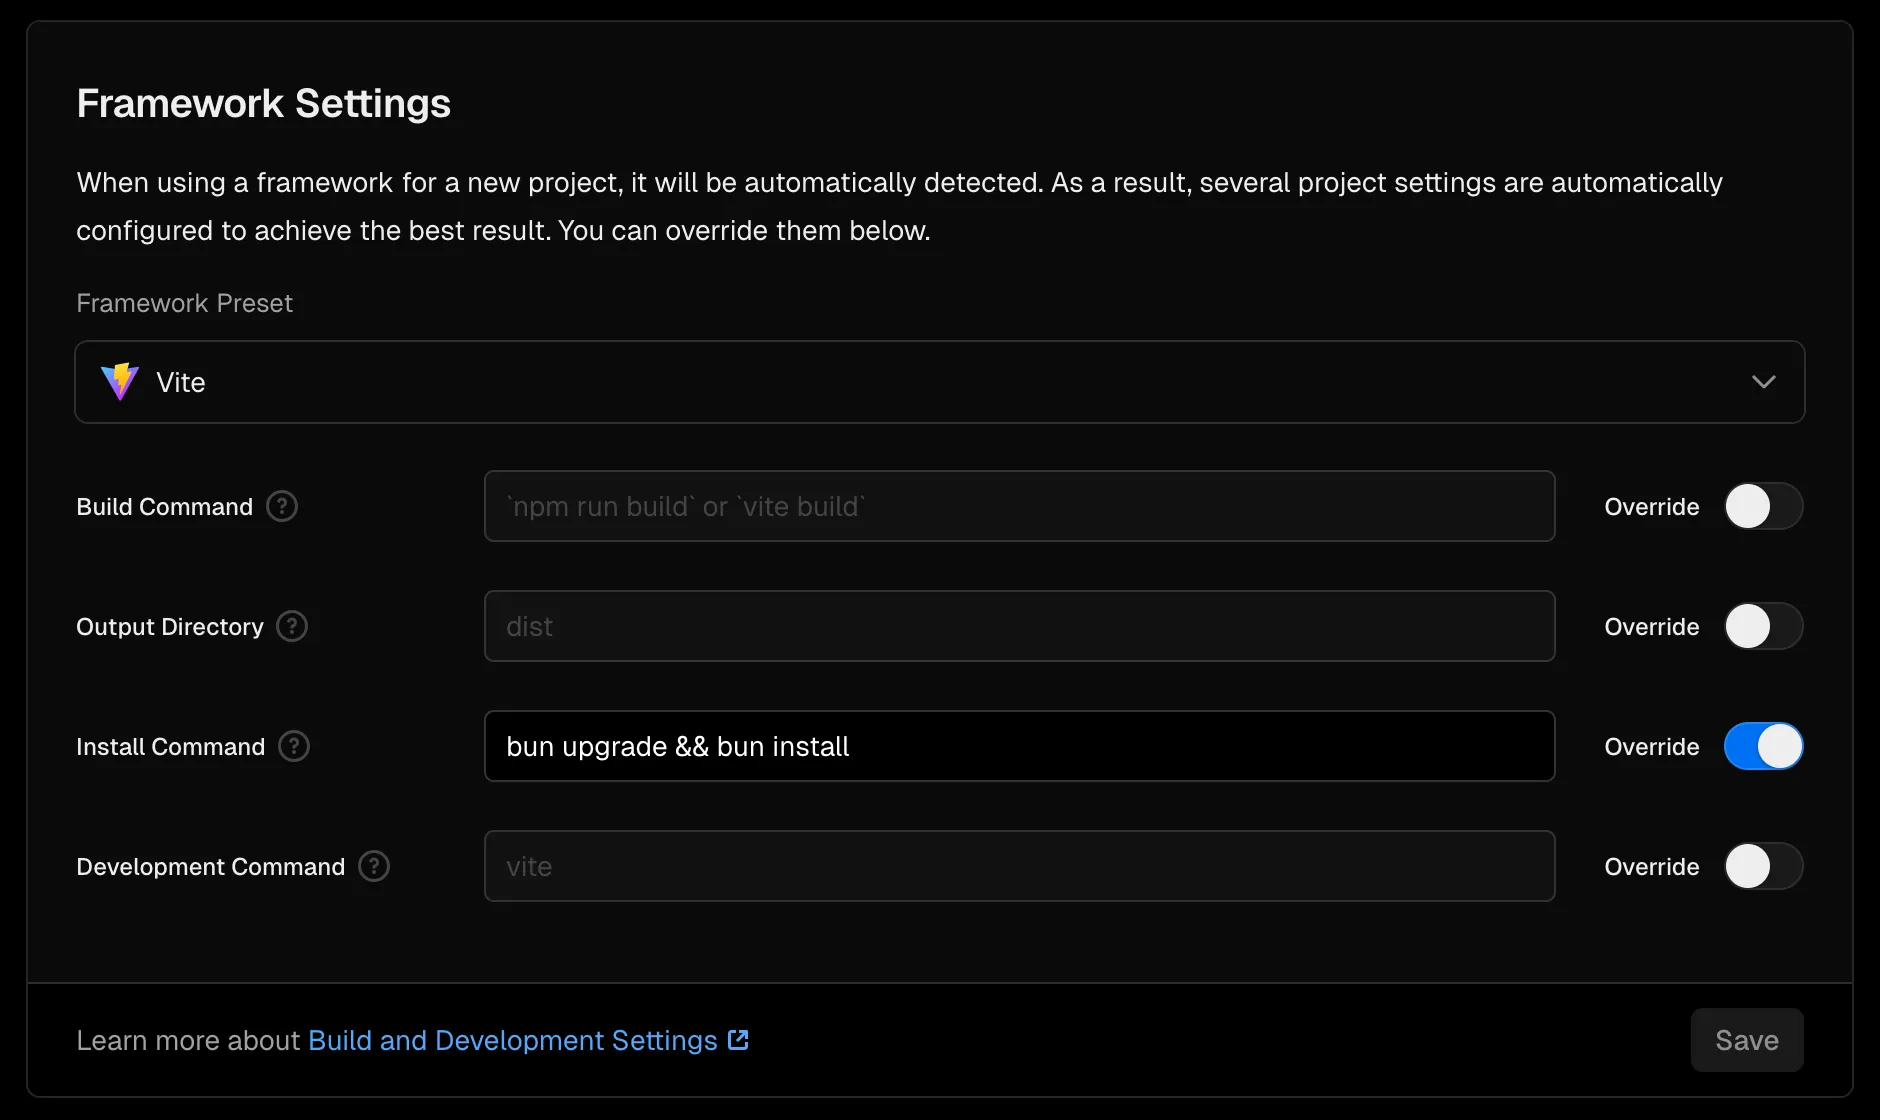 Framework Settings
When using a framework for a new project, it will be automatically detected. As a result, several project settings are automatically
configured to achieve the best result. You can override them below.
Framework Preset
Vite
Build Command ?
`npm run build` or `vite build`
Override
Output Directory ?
dist
Override
Install Command ?
bun upgrade && bun install
Override
Development Command ?
vite
Override
Learn more about Build and Development Settings
Save